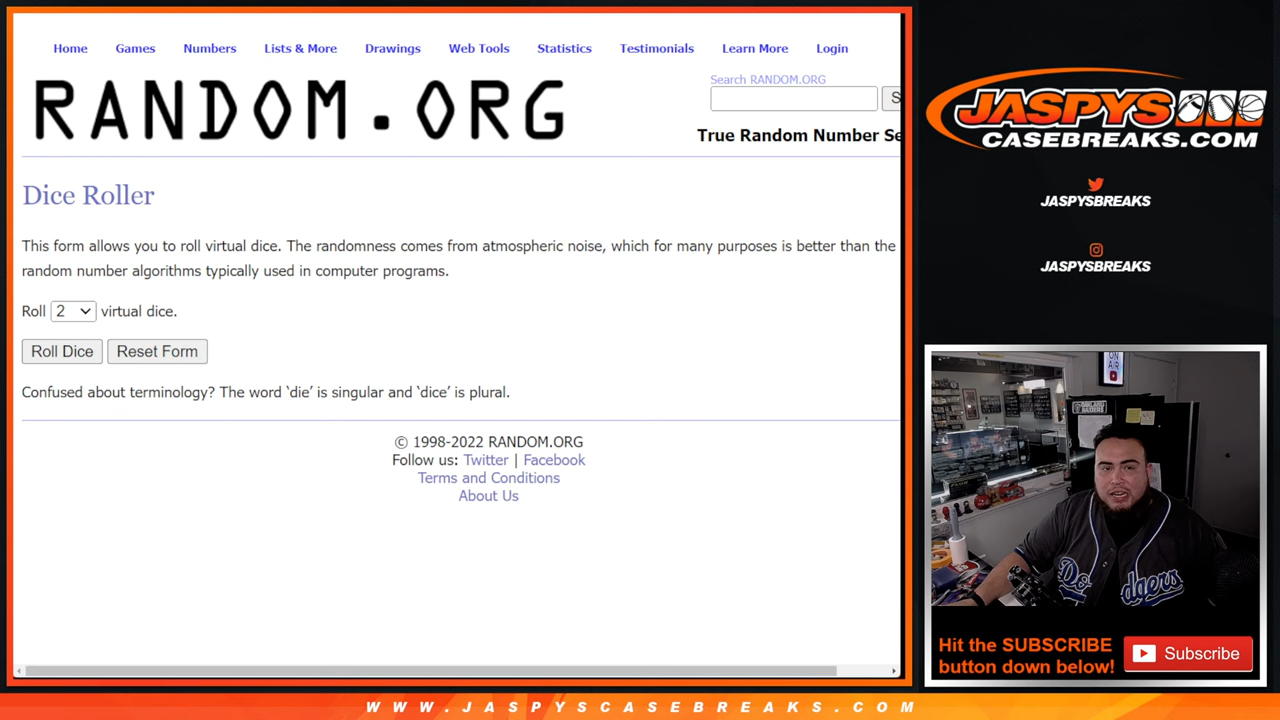 Home Games Numbers Lists & More Drawings Web Tools Statistics Testimonials Learn More Login
RANDOM.ORG
Search RANDOM.ORG
S
True Random Number Se
Dice Roller
This form allows you to roll virtual dice. The randomness comes from atmospheric noise, which for many purposes is better than the
random number algorithms typically used in computer programs.
Roll 2 virtual dice.
Roll Dice Reset Form
Confused about terminology? The word ‘die’ is singular and ‘dice’ is plural.
© 1998-2022 RANDOM.ORG
Follow us: Twitter | Facebook
Terms and Conditions
About Us
JASPYS
CASEBREAKS.COM
JASPYSBREAKS
JASPYSBREAKS
ON
AIR
Dodgers
Hit the SUBSCRIBE
button down below!
Subscribe
WWW.JASPYSCASEBREAKS.COM